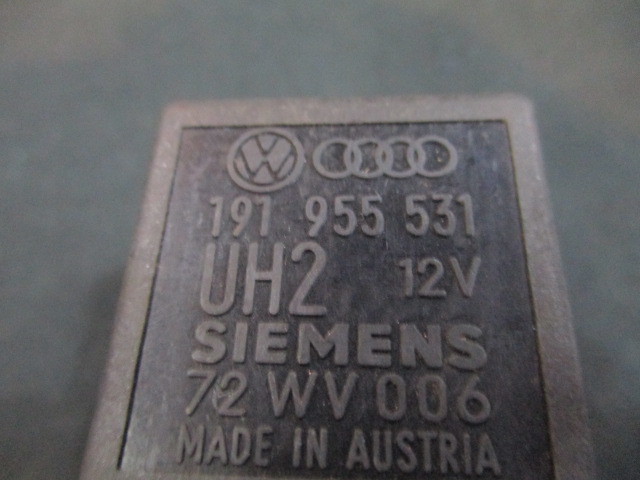 191 955 531
UH2 12V
SIEMENS
72 WV 006
MADE IN AUSTRIA